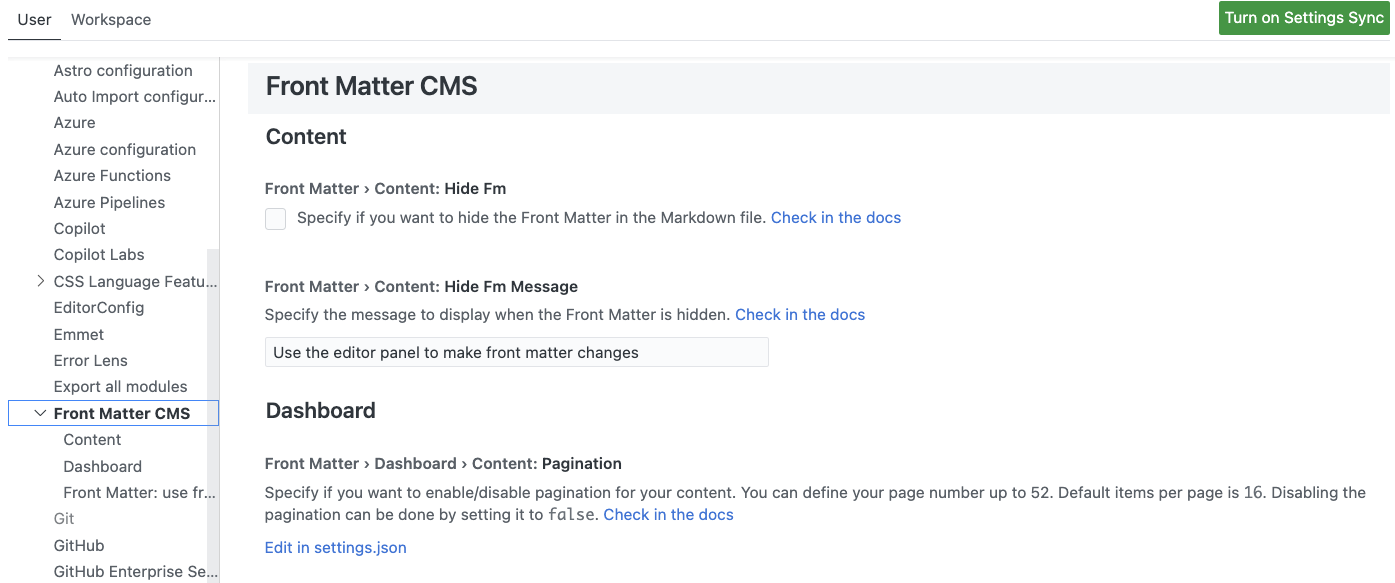 User Workspace
Turn on Settings Sync
Astro configuration
Auto Import configur...
Azure
Azure configuration
Azure Functions
Azure Pipelines
Copilot
Copilot Labs
CSS Language Featu...
EditorConfig
Emmet
Error Lens
Export all modules
Front Matter CMS
Content
Dashboard
Front Matter: use fr...
Git
GitHub
GitHub Enterprise Se...
Front Matter CMS
Content
Front Matter › Content: Hide Fm
Specify if you want to hide the Front Matter in the Markdown file. Check in the docs
Front Matter › Content: Hide Fm Message
Specify the message to display when the Front Matter is hidden. Check in the docs
Use the editor panel to make front matter changes
Dashboard
Front Matter › Dashboard › Content: Pagination
Specify if you want to enable/disable pagination for your content. You can define your page number up to 52. Default items per page is 16. Disabling the
pagination can be done by setting it to false. Check in the docs
Edit in settings.json